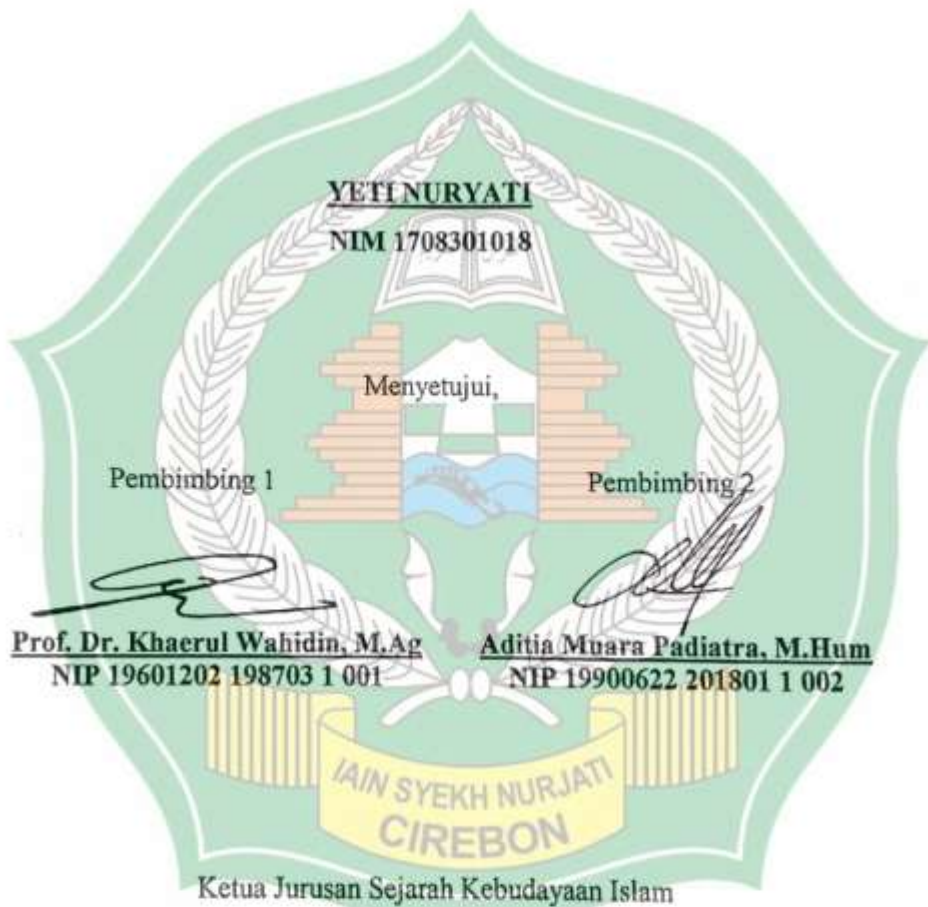 YETI NURYATI
NIM 1708301018
Menyetujui,
Pembimbing 1
Pembimbing 2
Prof. Dr. Khaerul Wahidin, M.Ag
NIP 19601202 198703 1 001
Aditia Muara Padiatra, M.Hum
NIP 19900622 201801 1 002
IAIN SYEKH NURJATI
CIREBON
Ketua Jurusan Sejarah Kebudayaan Islam